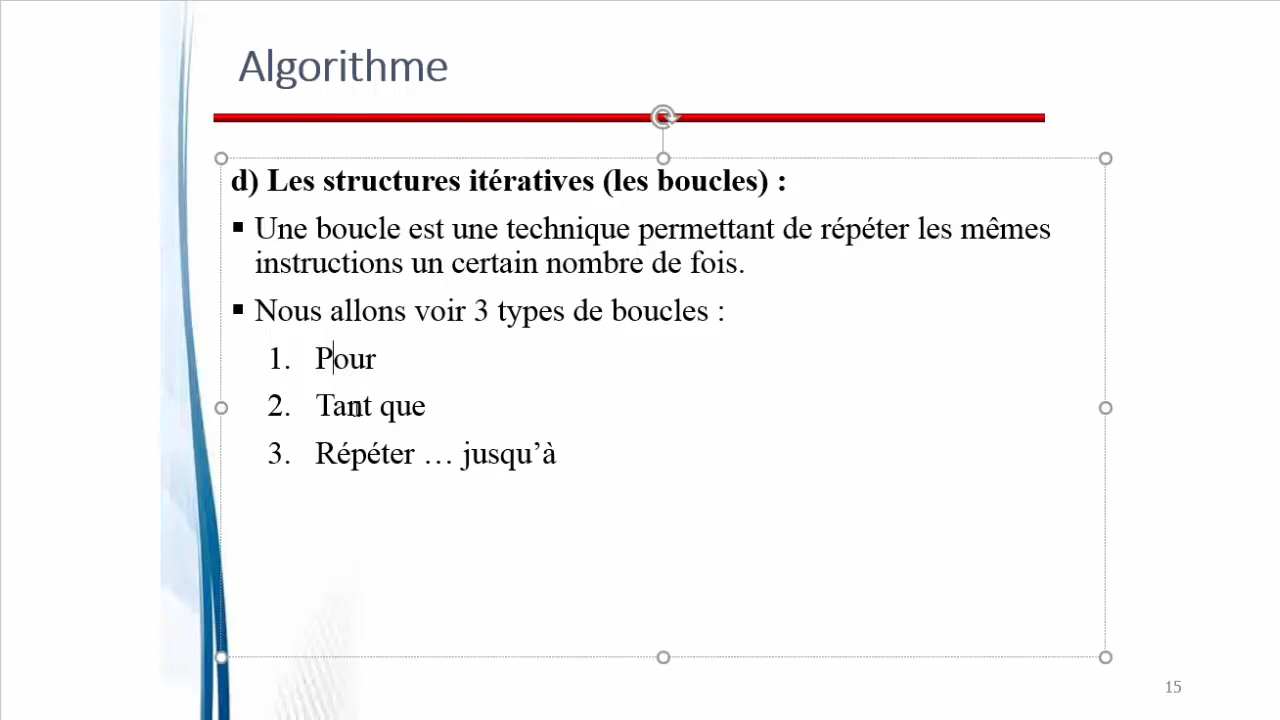 Algorithme
d) Les structures itératives (les boucles) :
▪ Une boucle est une technique permettant de répéter les mêmes
instructions un certain nombre de fois.
▪ Nous allons voir 3 types de boucles :
1. Pour
2. Tant que
3. Répéter … jusqu’à
15